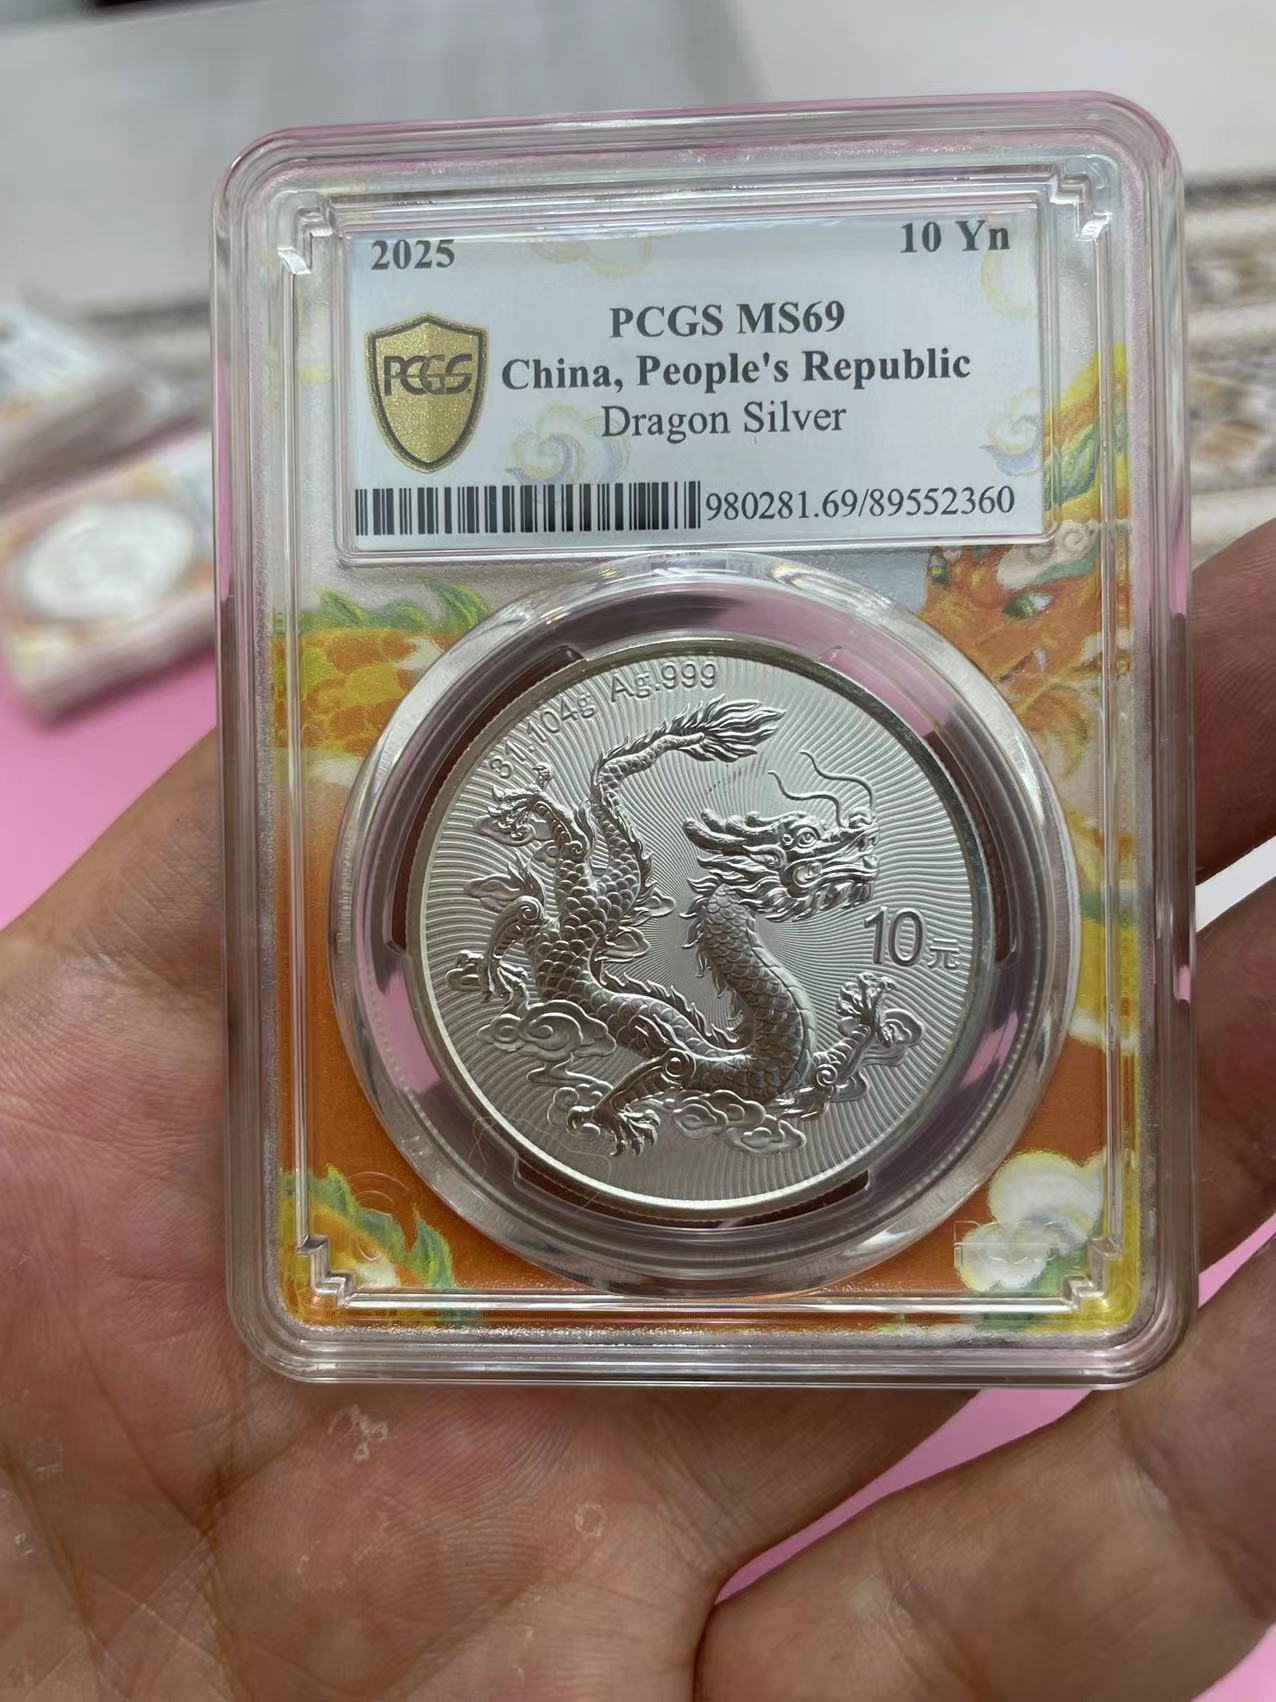 2025
10 Yn
PCGS MS69
PCGS
China, People's Republic
Dragon Silver
980281.69/89552360
31.104g Ag.999
10元